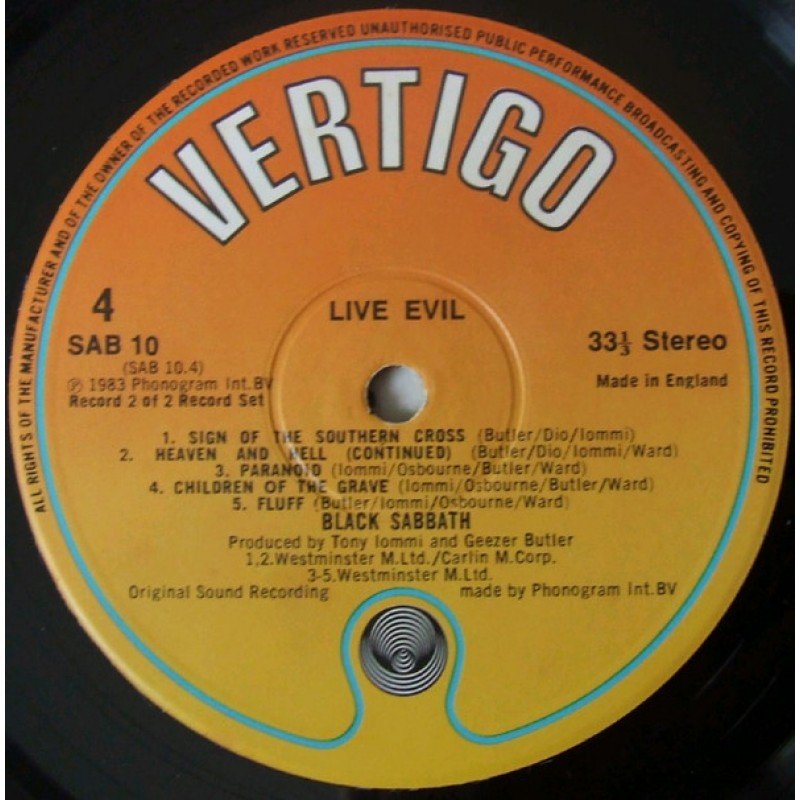 ALL RIGHTS OF THE MANUFACTURER AND OF THE OWNER OF THE RECORDED WORK RESERVED UNAUTHORISED PUBLIC PERFORMANCE BROADCASTING AND COPYING OF THIS RECORD PROHIBITED
VERTIGO
LIVE EVIL
4
SAB 10
(SAB 10.4)
℗ 1983 Phonogram Int.BV
Record 2 of 2 Record Set
33⅓ Stereo
Made in England
1. SIGN OF THE SOUTHERN CROSS (Butler/Dio/Iommi)
2. HEAVEN AND HELL (CONTINUED) (Butler/Dio/Iommi/Ward)
3. PARANOID (Iommi/Osbourne/Butler/Ward)
4. CHILDREN OF THE GRAVE (Iommi/Osbourne/Butler/Ward)
5. FLUFF (Butler/Iommi/Osbourne/Ward)
BLACK SABBATH
Produced by Tony Iommi and Geezer Butler
1,2.Westminster M.Ltd./Carlin M.Corp.
3-5.Westminster M.Ltd.
Original Sound Recording made by Phonogram Int.BV